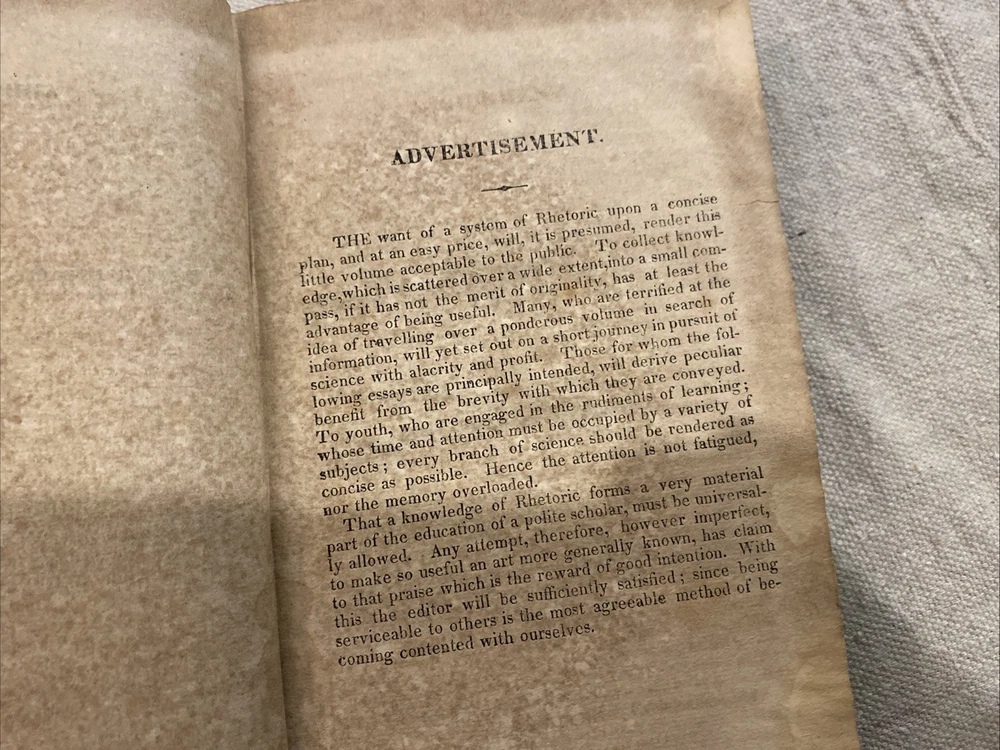 ADVERTISEMENT.
THE want of a system of Rhetoric upon a concise
plan, and at an easy price, will, it is presumed, render this
little volume acceptable to the public. To collect knowl-
edge,which is scattered over a wide extent,into a small com-
pass, if it has not the merit of originality, has at least the
advantage of being useful. Many, who are terrified at the
idea of travelling over a ponderous volume in search of
information, will yet set out on a short journey in pursuit of
science with alacrity and profit. Those for whom the fol-
lowing essays are principally intended, will derive peculiar
benefit from the brevity with which they are conveyed.
To youth, who are engaged in the rudiments of learning;
whose time and attention must be occupied by a variety of
subjects; every branch of science should be rendered as
concise as possible. Hence the attention is not fatigued,
nor the memory overloaded.
That a knowledge of Rhetoric forms a very material
part of the education of a polite scholar, must be universal-
ly allowed. Any attempt, therefore, however imperfect,
to make so useful an art more generally known, has claim
to that praise which is the reward of good intention. With
this the editor will be sufficiently satisfied; since being
serviceable to others is the most agreeable method of be-
coming contented with ourselves.